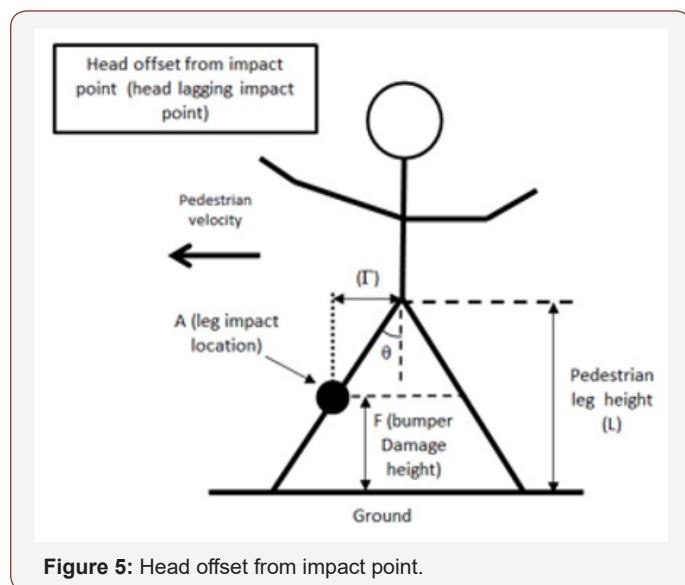 Head offset from impact
point (head lagging impact
point)
Pedestrian
velocity
(Γ)
A (leg impact
location)
θ
F (bumper
Damage
height)
Pedestrian
leg height
(L)
Ground
Figure 5: Head offset from impact point.